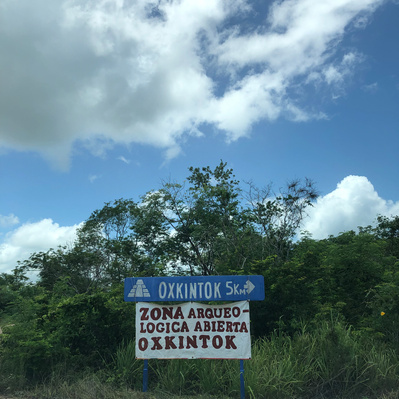 OXKINTOK 5KM
ZONA ARQUEO-
LOGICA ABIERTA
OXKINTOK